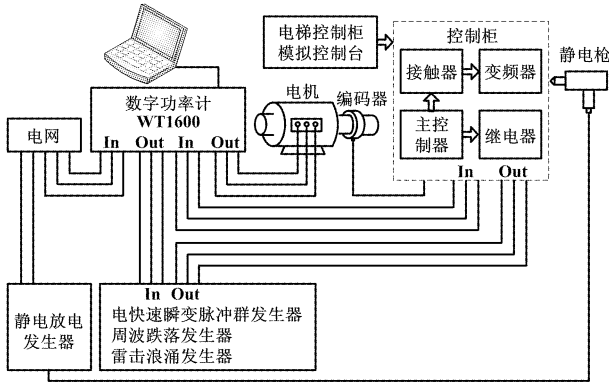 电梯控制柜
模拟控制台
控制柜
静电枪
接触器
变频器
主控
制器
继电器
In Out
数字功率计
WT1600
In Out In Out
电机
编码器
电网
静电放电
发生器
In Out
电快速瞬变脉冲群发生器
周波跌落发生器
雷击浪涌发生器